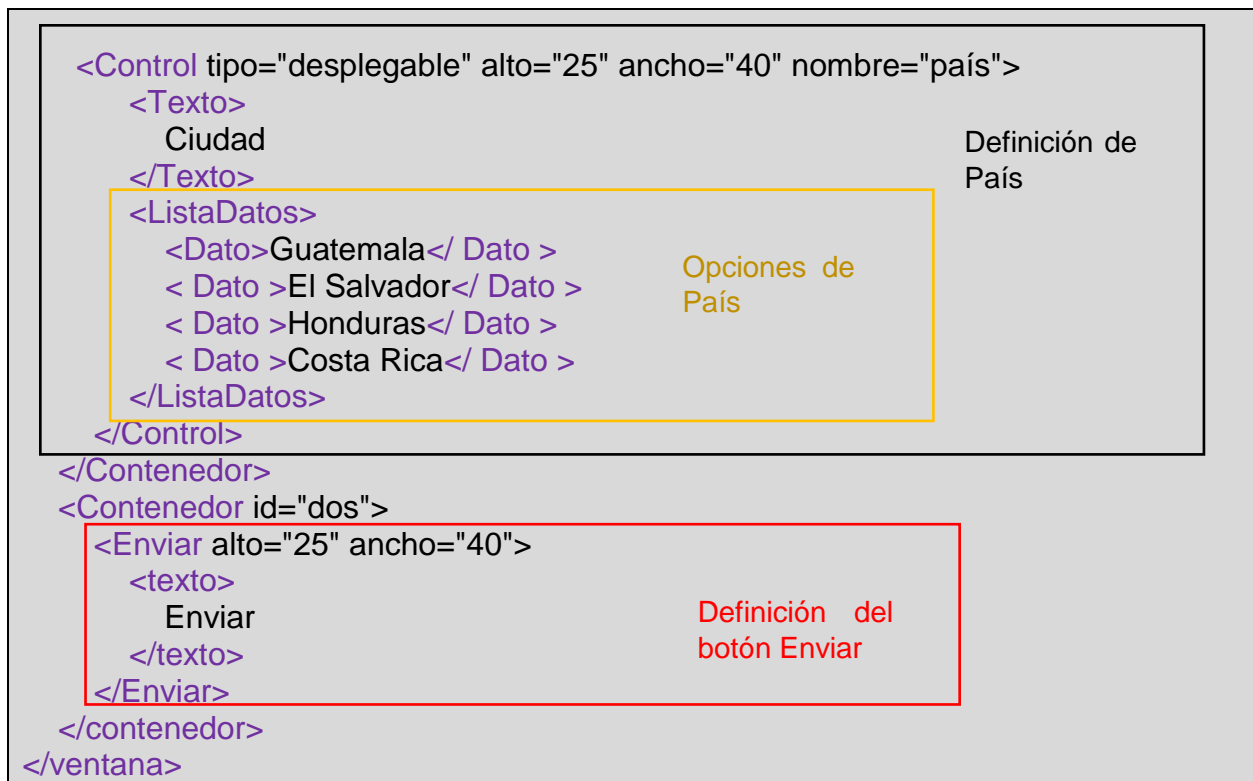 <Control tipo="desplegable" alto="25" ancho="40" nombre="país">
<Texto>
Ciudad
</Texto>
Definición de
País
<ListaDatos>
<Dato>Guatemala</ Dato >
< Dato >El Salvador</ Dato >
< Dato >Honduras</ Dato >
< Dato >Costa Rica</ Dato >
</ListaDatos>
Opciones de
País
</Control>
</Contenedor>
<Contenedor id="dos">
<Enviar alto="25" ancho="40">
<texto>
Enviar
</texto>
</Enviar>
Definición del
botón Enviar
</contenedor>
</ventana>